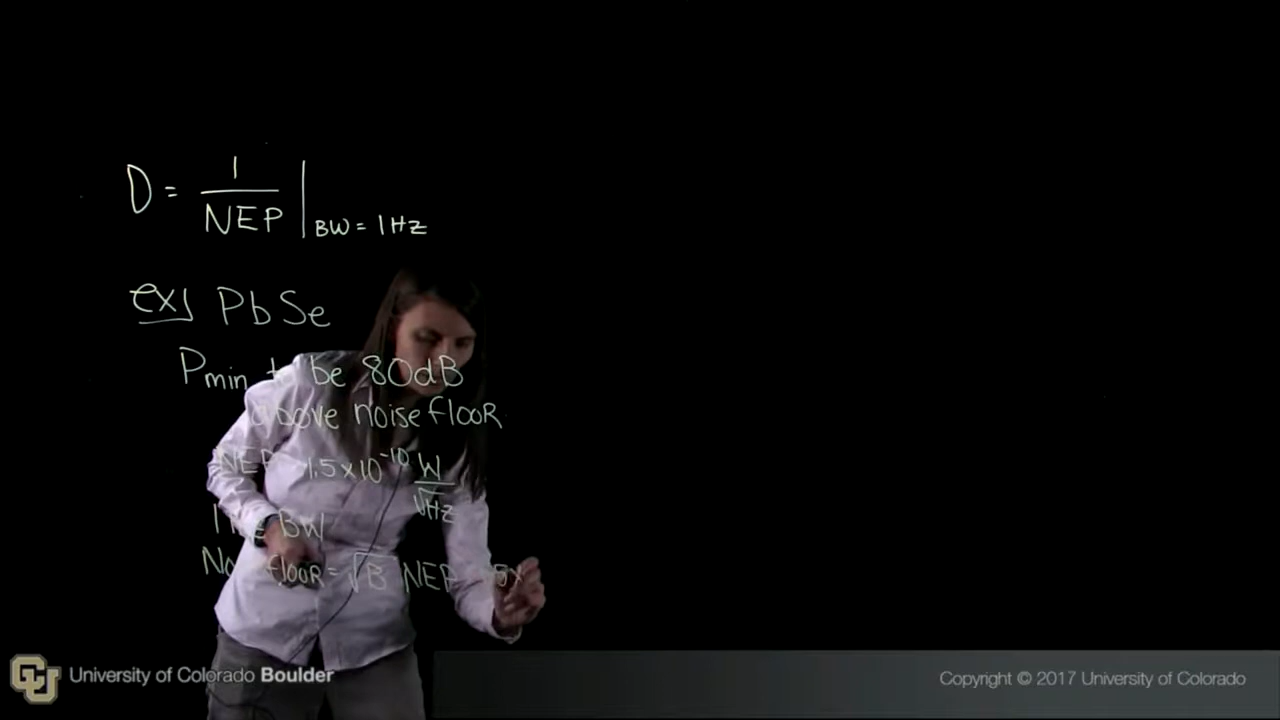 D = 1/NEP | BW = 1Hz
ex) PbSe
Pmin to be 80dB
above noise floor
NEP 1.5x10^-10 W/√Hz
1 Hz BW
floor = √B NEP
University of Colorado Boulder
Copyright © 2017 University of Colorado